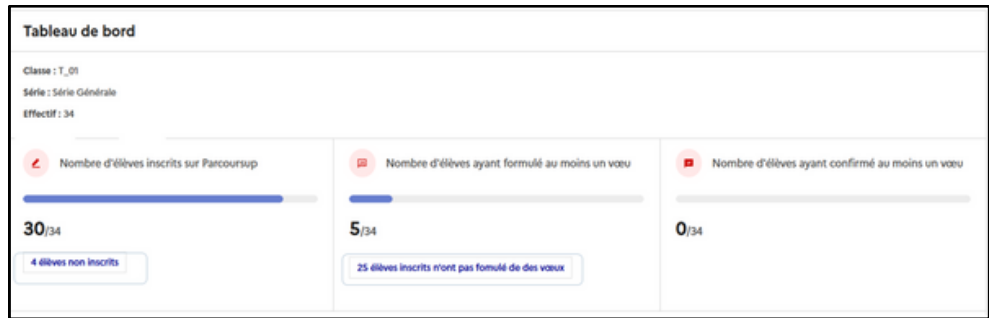 Tableau de bord
Classe : T_01
Série : Série Générale
Effectif : 34
Nombre d'élèves inscrits sur Parcoursup
30/34
4 élèves non inscrits
Nombre d'élèves ayant formulé au moins un vœu
5/34
25 élèves inscrits n'ont pas fomulé de des vœux
Nombre d'élèves ayant confirmé au moins un vœu
0/34